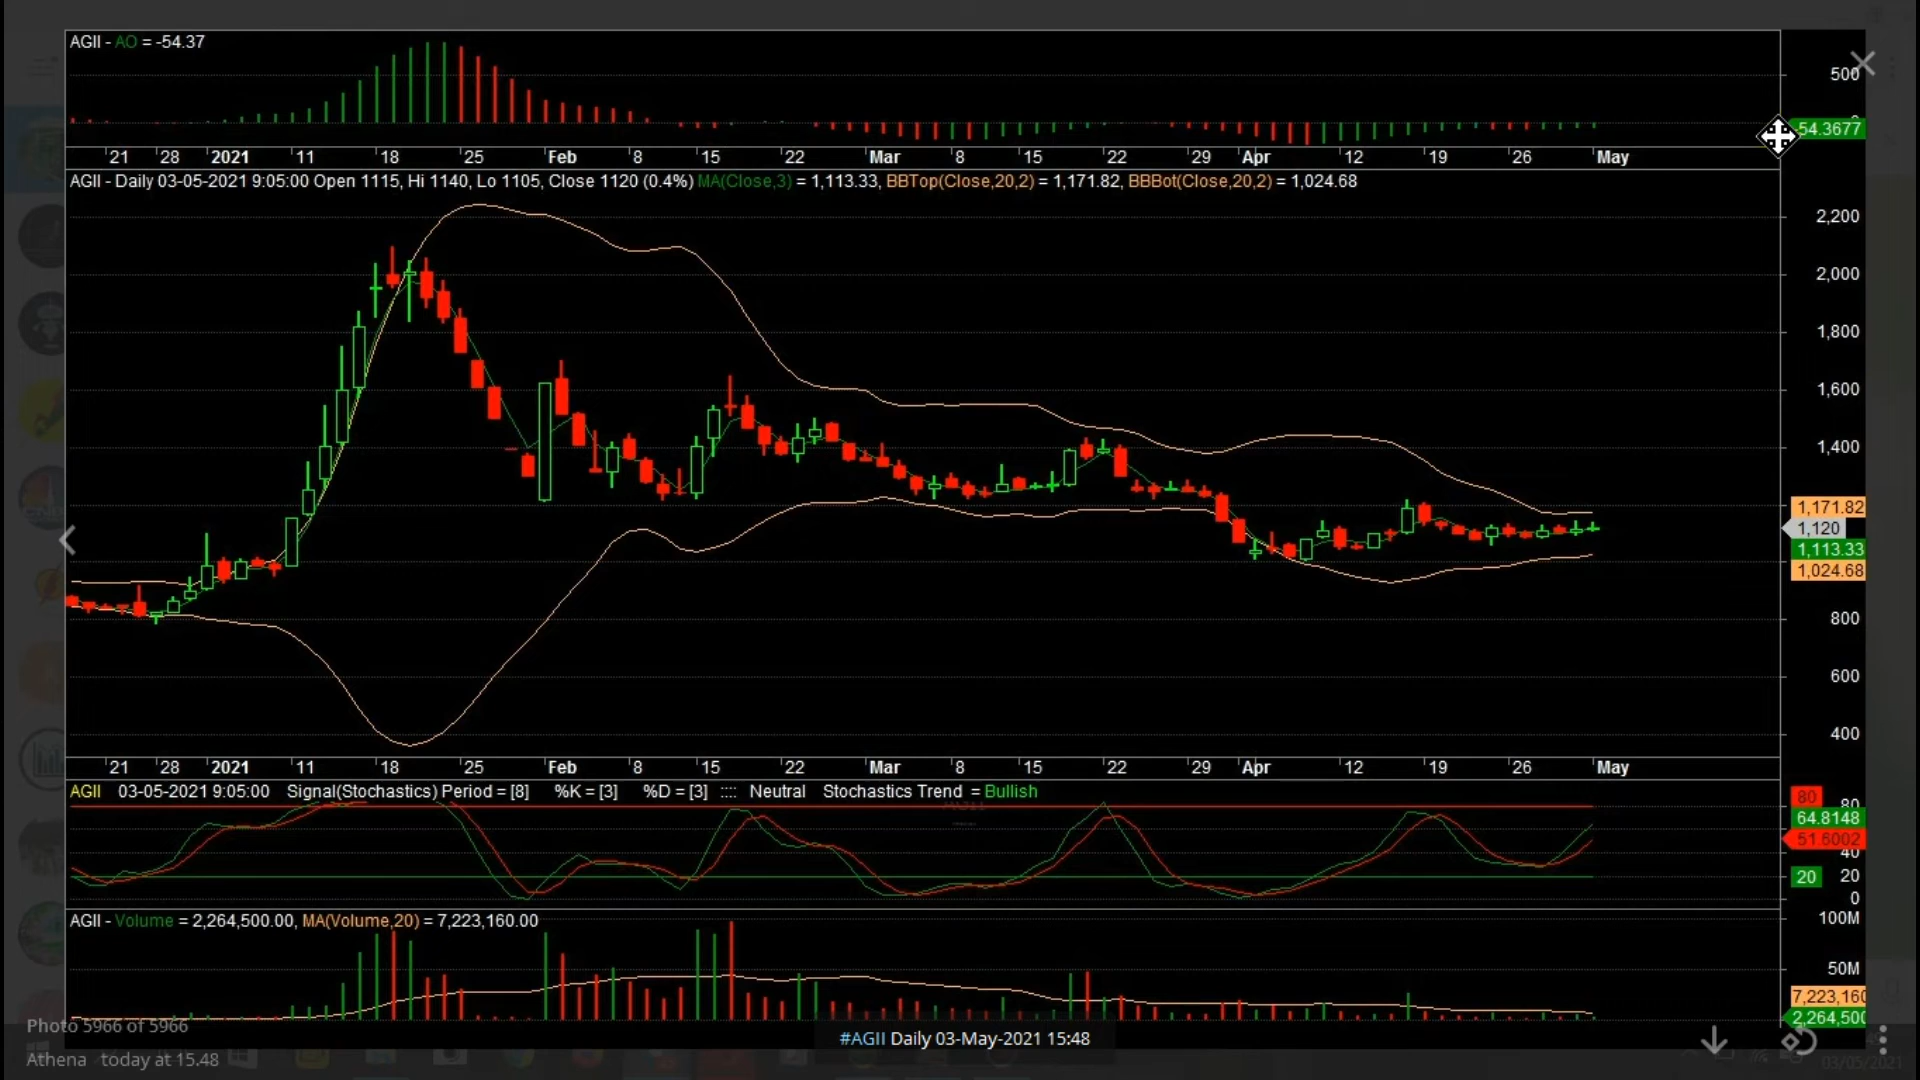 AGII - AO = -54.37
500
0
54.3677
21 28 2021 11 18 25 Feb 8 15 22 Mar 8 15 22 29 Apr 12 19 26 May
AGII - Daily 03-05-2021 9:05:00 Open 1115, Hi 1140, Lo 1105, Close 1120 (0.4%) MA(Close,3) = 1,113.33, BBTop(Close,20,2) = 1,171.82, BBBot(Close,20,2) = 1,024.68
2,200
2,000
1,800
1,600
1,400
1,171.82
1,120
1,113.33
1,024.68
800
600
400
21 28 2021 11 18 25 Feb 8 15 22 Mar 8 15 22 29 Apr 12 19 26 May
AGII 03-05-2021 9:05:00 Signal(Stochastics) Period = [8] %K = [3] %D = [3] :::: Neutral Stochastics Trend = Bullish
80 80
64.8148
51.6002
40
20 20
0
AGII - Volume = 2,264,500.00, MA(Volume,20) = 7,223,160.00
100M
50M
7,223,160
2,264,500
Photo 5966 of 5966
#AGII Daily 03-May-2021 15:48
Athena today at 15.48
03/05/2021